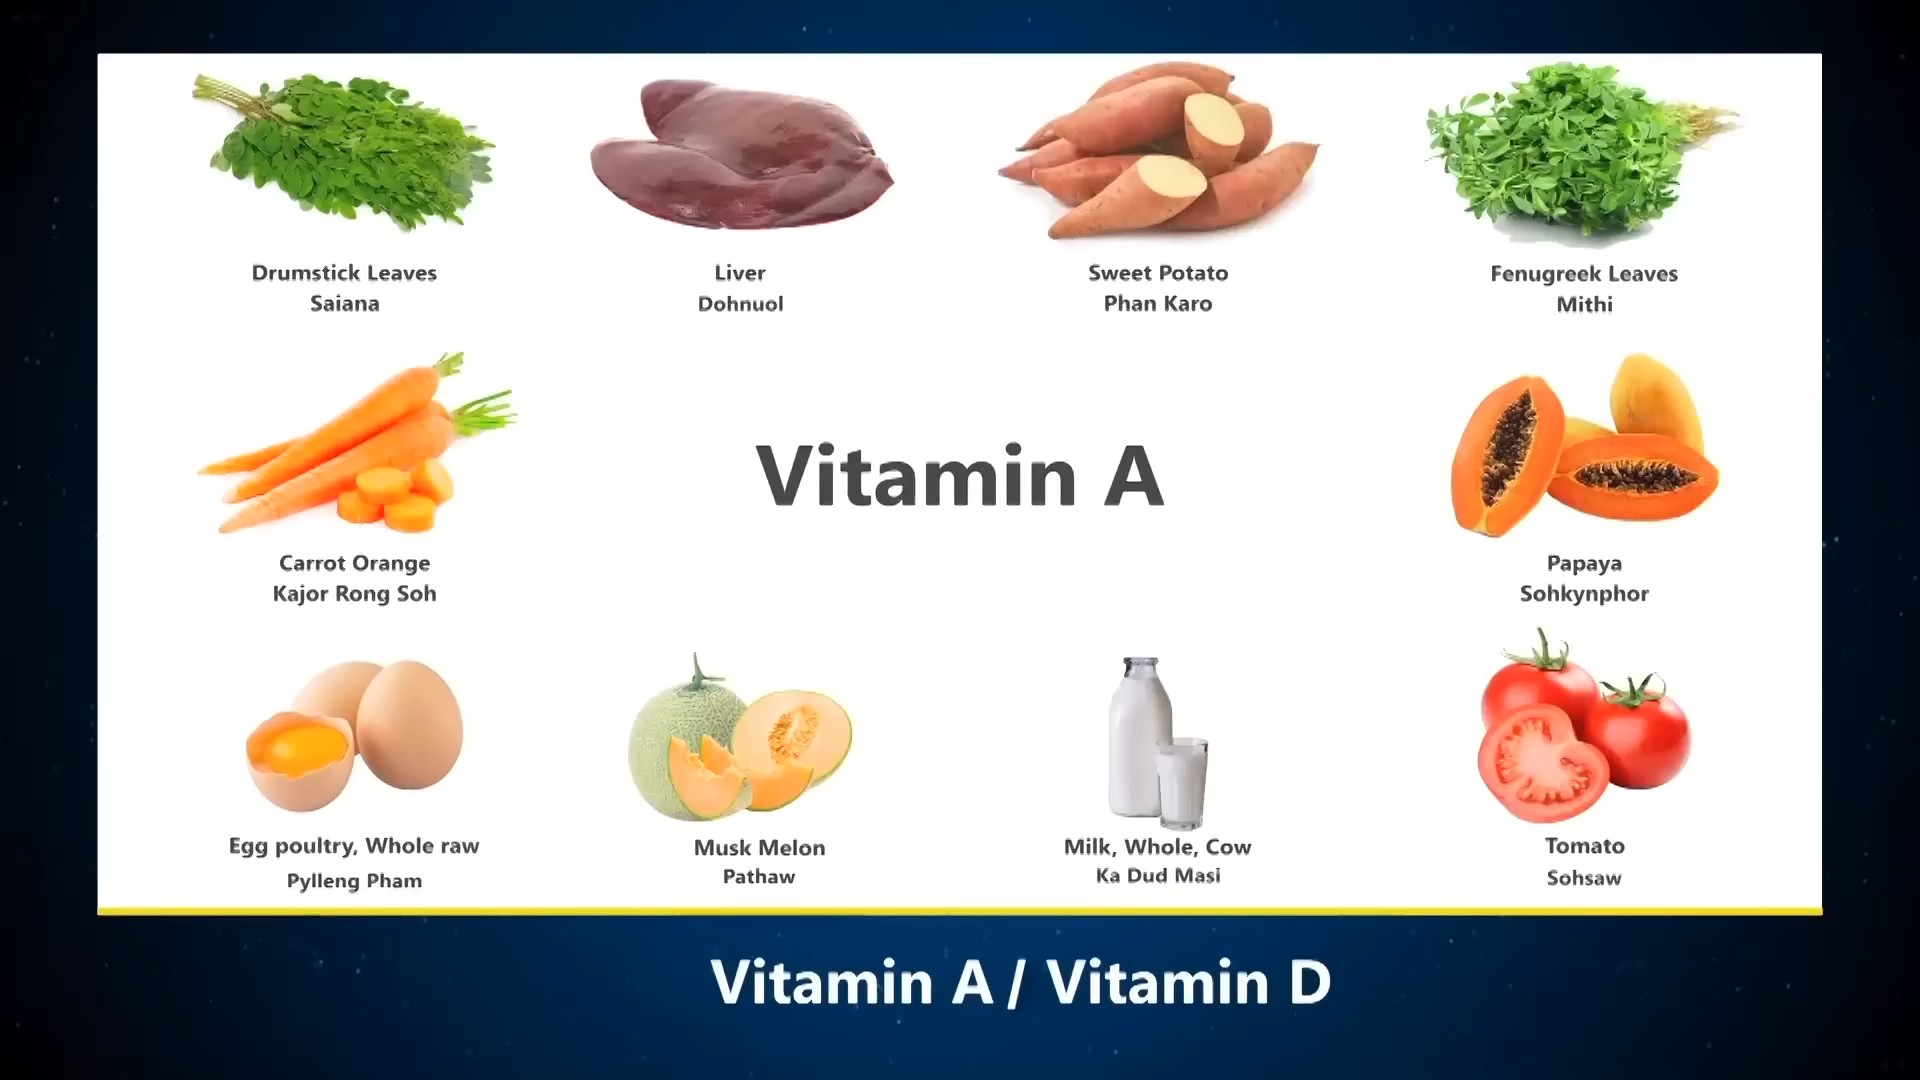 Drumstick Leaves
Saiana
Liver
Dohnuol
Sweet Potato
Phan Karo
Fenugreek Leaves
Mithi
Carrot Orange
Kajor Rong Soh
Vitamin A
Papaya
Sohkynphor
Egg poultry, Whole raw
Pylleng Pham
Musk Melon
Pathaw
Milk, Whole, Cow
Ka Dud Masi
Tomato
Sohsaw
Vitamin A / Vitamin D